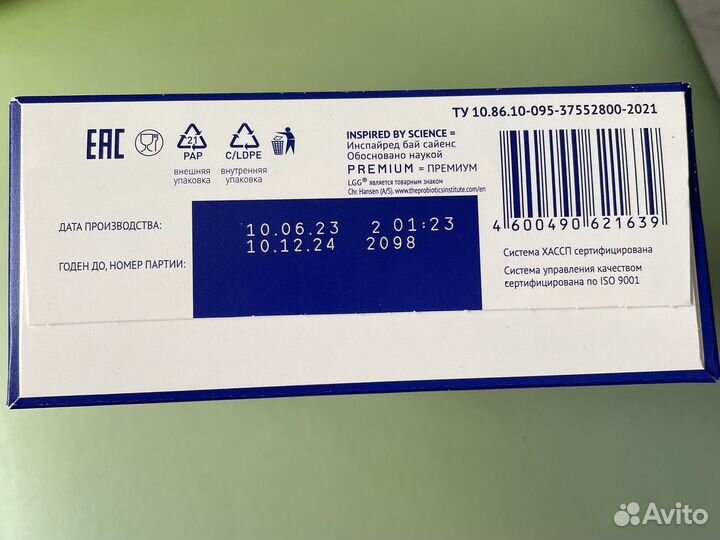 ТУ 10.86.10-095-37552800-2021
EAC
21
PAP
внешняя
упаковка
C/LDPE
внутренняя
упаковка
INSPIRED BY SCIENCE =
Инспайред бай сайенс
Обосновано наукой
PREMIUM = ПРЕМИУМ
LGG® является товарным знаком
Chr. Hansen (A/S). www.theprobioticsinstitute.com/en
4 600490 621639
Система ХАССП сертифицирована
Система управления качеством
сертифицирована по ISO 9001
ДАТА ПРОИЗВОДСТВА:
10.06.23 2 01:23
10.12.24 2098
ГОДЕН ДО, НОМЕР ПАРТИИ:
Avito